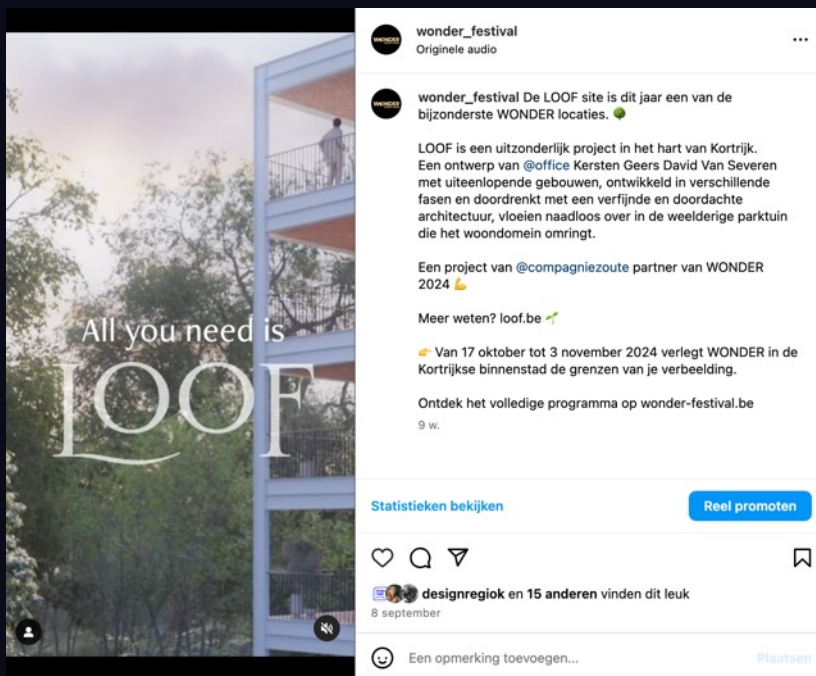 All you need is
LOOF
WONDER
wonder_festival
Originele audio
WONDER
wonder_festival De LOOF site is dit jaar een van de
bijzonderste WONDER locaties. 🌳
LOOF is een uitzonderlijk project in het hart van Kortrijk.
Een ontwerp van @office Kersten Geers David Van Severen
met uiteenlopende gebouwen, ontwikkeld in verschillende
fasen en doordrenkt met een verfijnde en doordachte
architectuur, vloeien naadloos over in de weelderige parktuin
die het woondomein omringt.
Een project van @compagniezoute partner van WONDER
2024 💪
Meer weten? loof.be 🌱
👉 Van 17 oktober tot 3 november 2024 verlegt WONDER in de
Kortrijkse binnenstad de grenzen van je verbeelding.
Ontdek het volledige programma op wonder-festival.be
9 w.
Statistieken bekijken
Reel promoten
designregiok en 15 anderen vinden dit leuk
8 september
Een opmerking toevoegen...
Plaatsen